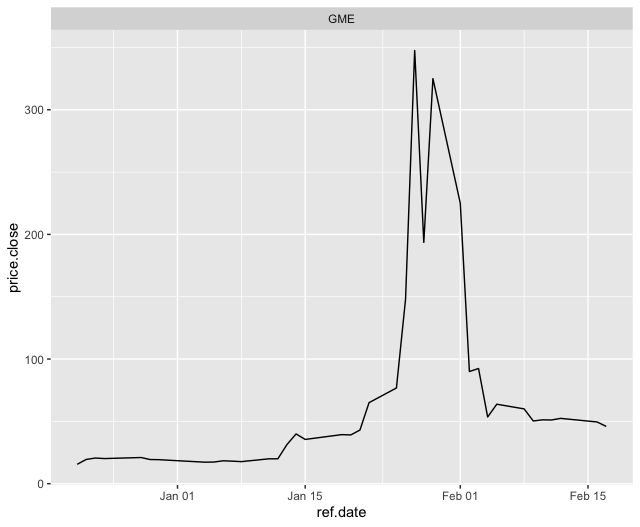 GME
300
200
100
0
price.close
Jan 01
Jan 15
Feb 01
Feb 15
ref.date